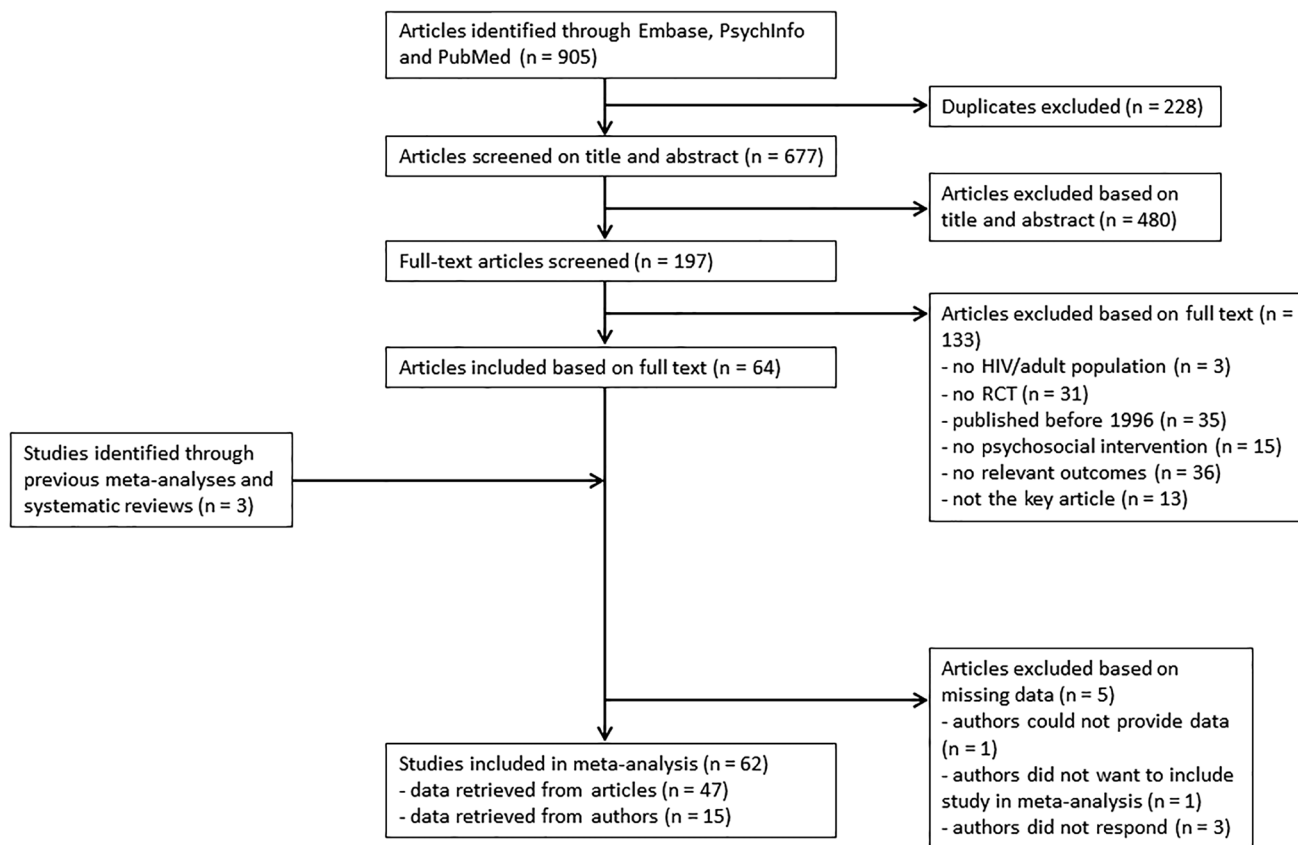 Articles identified through Embase, PsychInfo
and PubMed (n = 905)
Duplicates excluded (n = 228)
Articles screened on title and abstract (n = 677)
Articles excluded based on
title and abstract (n = 480)
Full-text articles screened (n = 197)
Articles excluded based on full text (n =
133)
- no HIV/adult population (n = 3)
- no RCT (n = 31)
- published before 1996 (n = 35)
- no psychosocial intervention (n = 15)
- no relevant outcomes (n = 36)
- not the key article (n = 13)
Articles included based on full text (n = 64)
Studies identified through
previous meta-analyses and
systematic reviews (n = 3)
Articles excluded based on
missing data (n = 5)
- authors could not provide data
(n = 1)
- authors did not want to include
study in meta-analysis (n = 1)
- authors did not respond (n = 3)
Studies included in meta-analysis (n = 62)
- data retrieved from articles (n = 47)
- data retrieved from authors (n = 15)